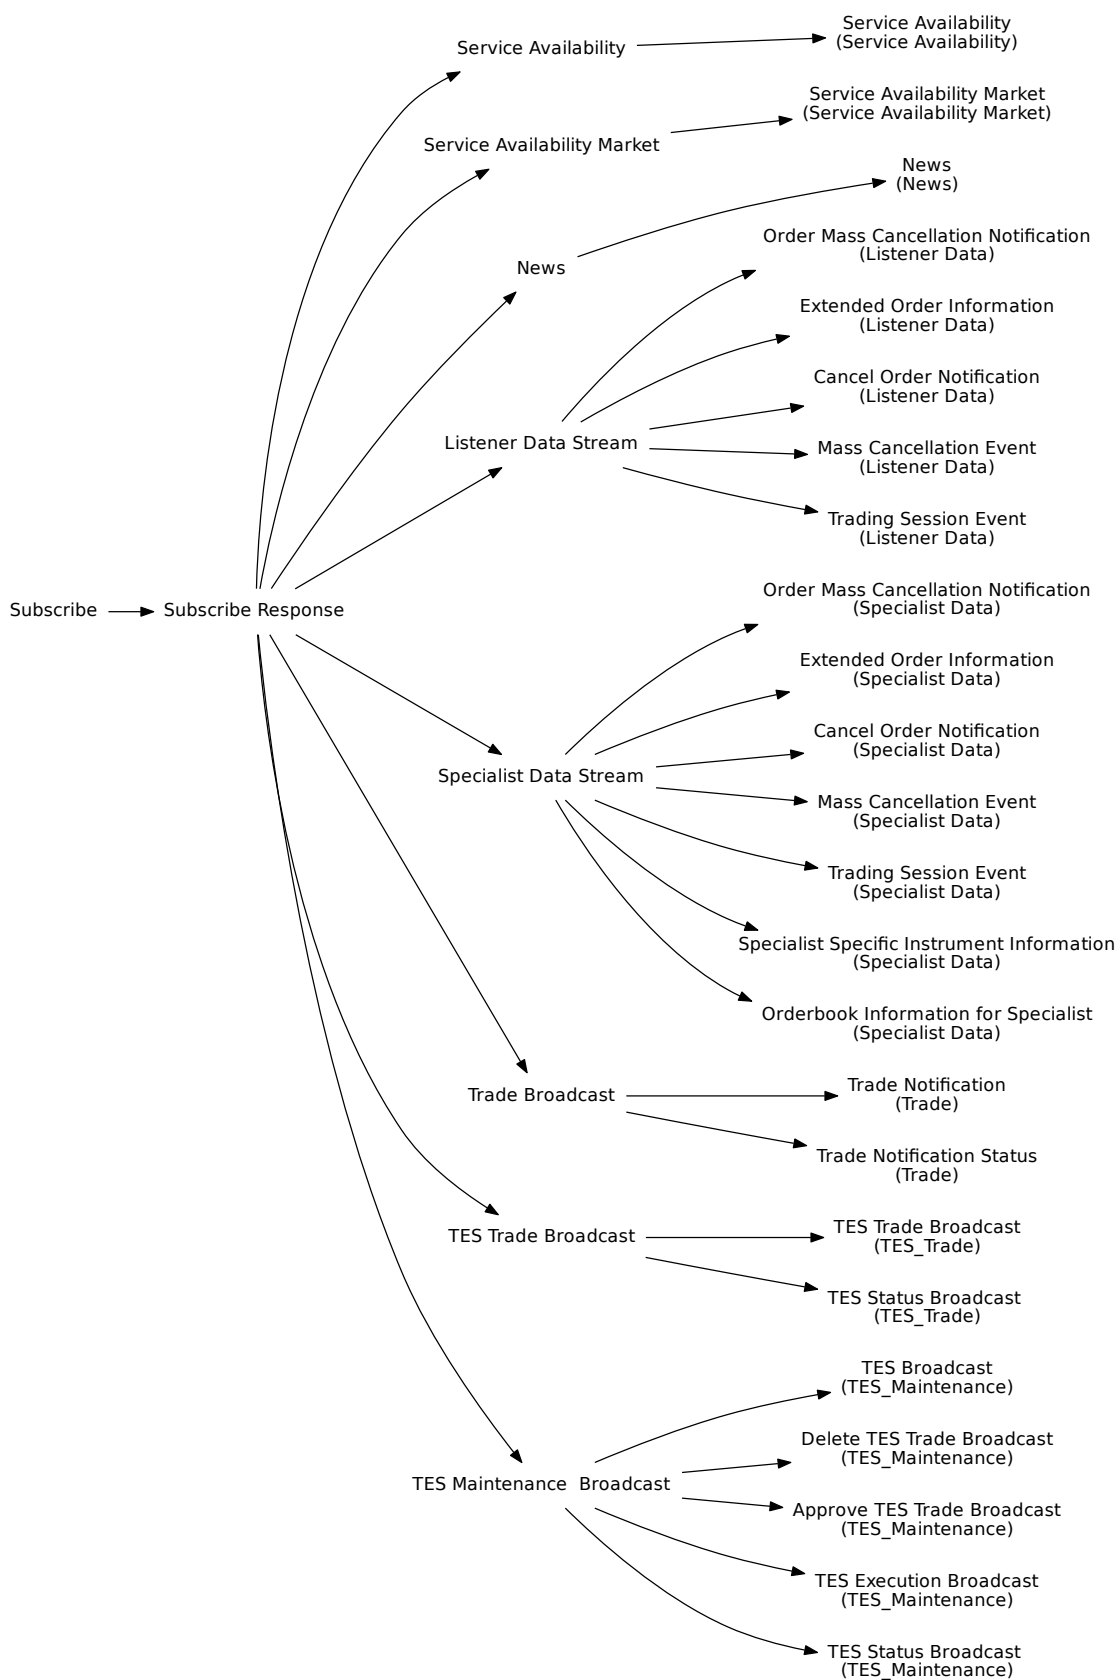 Service Availability
Service Availability
(Service Availability)
Service Availability Market
Service Availability Market
(Service Availability Market)
News
News
(News)
Listener Data Stream
Order Mass Cancellation Notification
(Listener Data)
Extended Order Information
(Listener Data)
Cancel Order Notification
(Listener Data)
Mass Cancellation Event
(Listener Data)
Trading Session Event
(Listener Data)
Subscribe
Subscribe Response
Specialist Data Stream
Order Mass Cancellation Notification
(Specialist Data)
Extended Order Information
(Specialist Data)
Cancel Order Notification
(Specialist Data)
Mass Cancellation Event
(Specialist Data)
Trading Session Event
(Specialist Data)
Specialist Specific Instrument Information
(Specialist Data)
Orderbook Information for Specialist
(Specialist Data)
Trade Broadcast
Trade Notification
(Trade)
Trade Notification Status
(Trade)
TES Trade Broadcast
TES Trade Broadcast
(TES_Trade)
TES Status Broadcast
(TES_Trade)
TES Maintenance  Broadcast
TES Broadcast
(TES_Maintenance)
Delete TES Trade Broadcast
(TES_Maintenance)
Approve TES Trade Broadcast
(TES_Maintenance)
TES Execution Broadcast
(TES_Maintenance)
TES Status Broadcast
(TES_Maintenance)